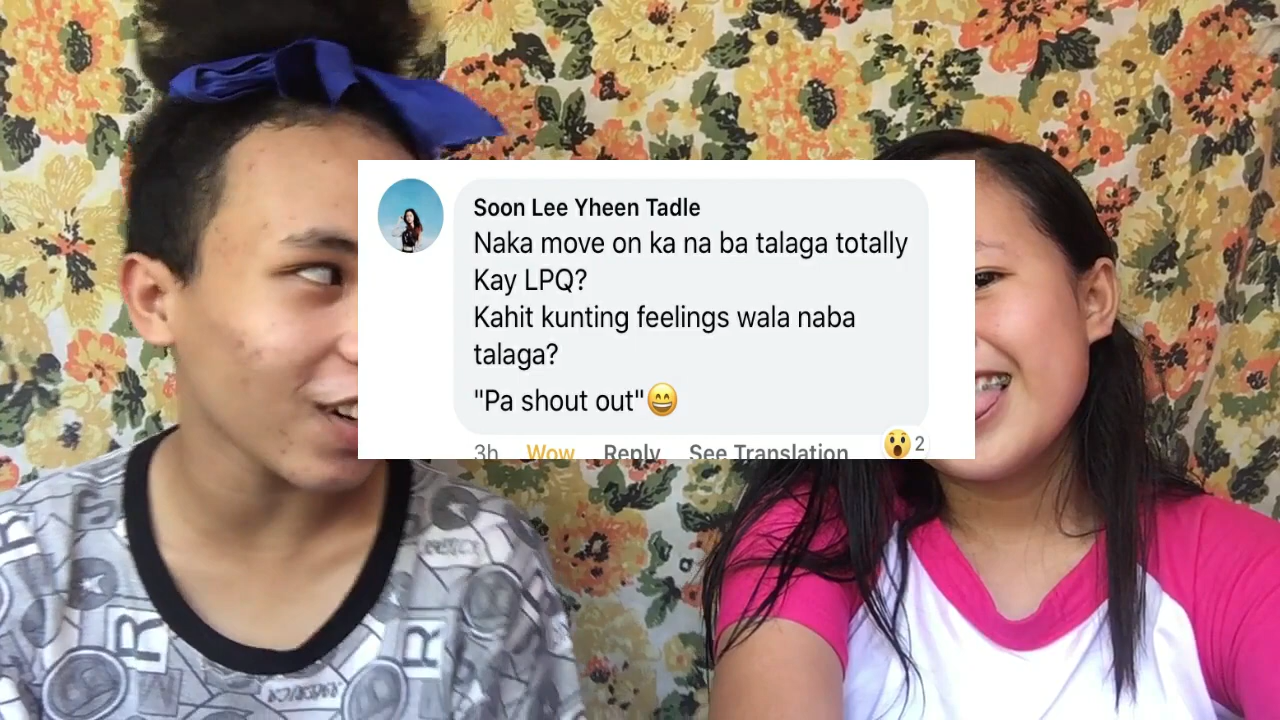 Soon Lee Yheen Tadle
Naka move on ka na ba talaga totally
Kay LPQ?
Kahit kunting feelings wala naba
talaga?
"Pa shout out"😄
3h Wow Reply See Translation 2
R
R